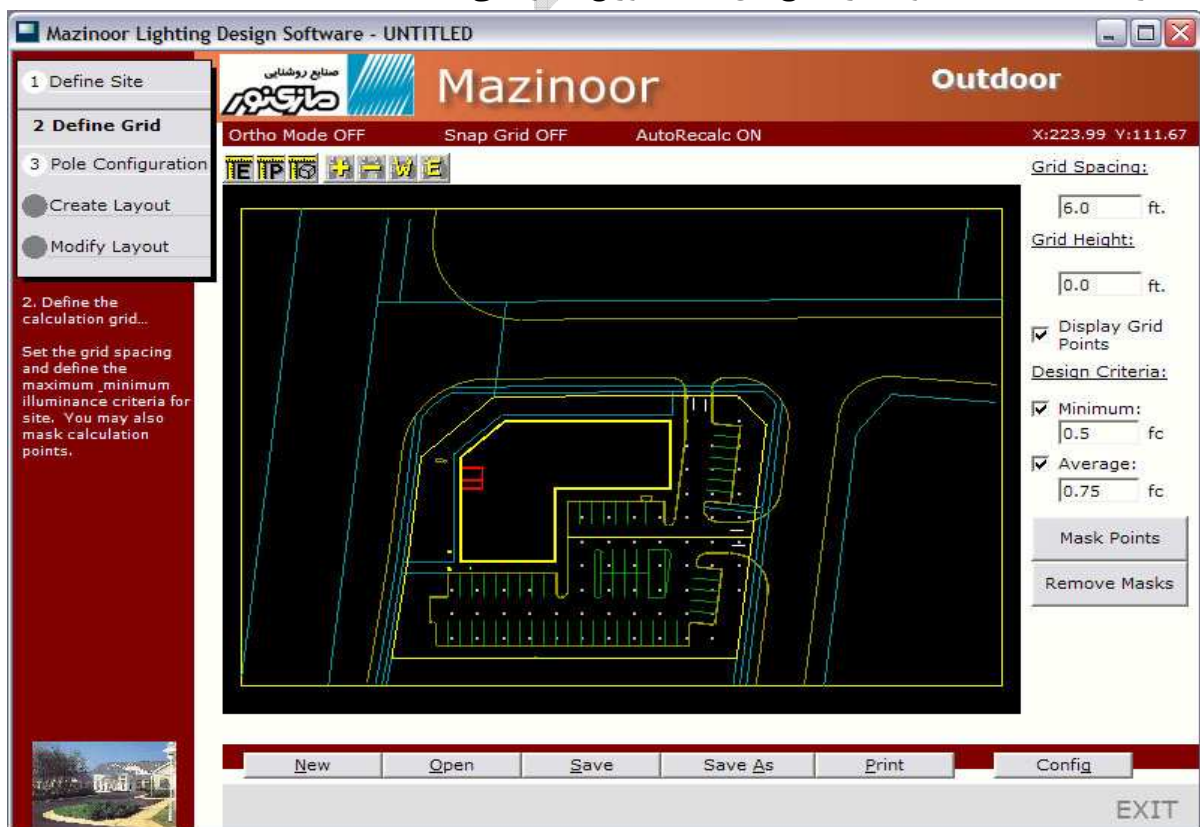 Mazinoor Lighting Design Software - UNTITLED
1 Define Site
2 Define Grid
3 Pole Configuration
Create Layout
Modify Layout
صنایع روشنایی
مازی‌نور
Mazinoor
Outdoor
Ortho Mode OFF Snap Grid OFF AutoRecalc ON X:223.99 Y:111.67
E P W E
2. Define the
calculation grid...
Set the grid spacing
and define the
maximum _minimum
illuminance criteria for
site. You may also
mask calculation
points.
Grid Spacing:
6.0 ft.
Grid Height:
0.0 ft.
Display Grid
Points
Design Criteria:
Minimum:
0.5 fc
Average:
0.75 fc
Mask Points
Remove Masks
New Open Save Save As Print Config
EXIT